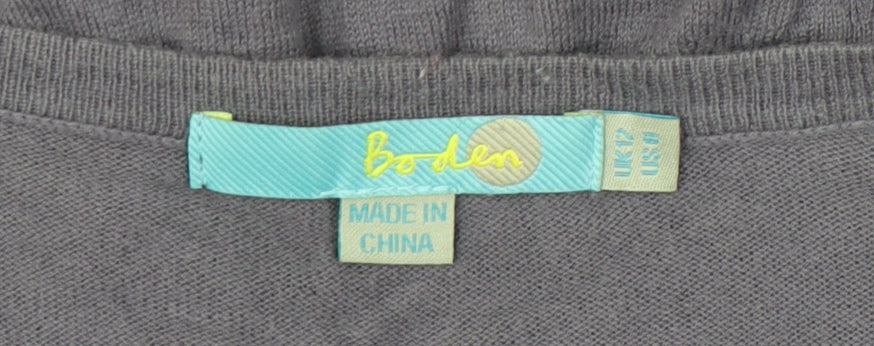 Boden
UK12
US8
MADE IN
CHINA